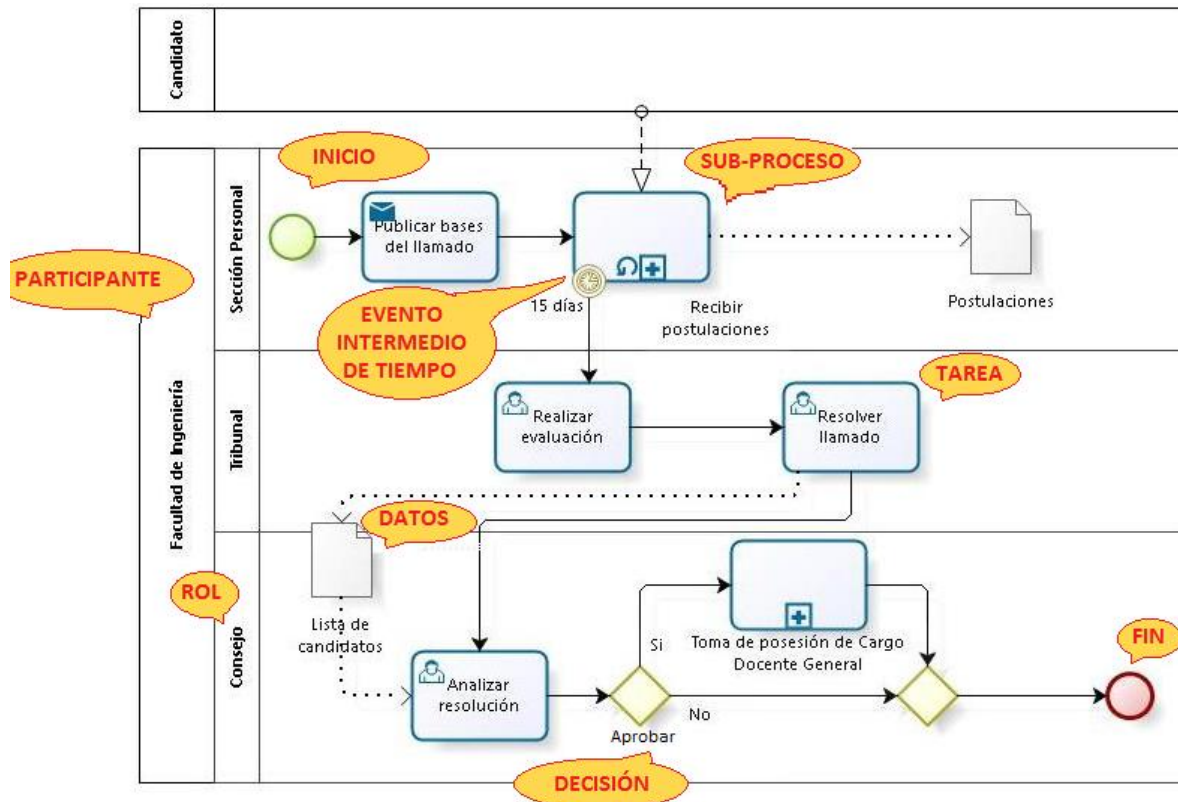 Candidato
INICIO
SUB-PROCESO
Publicar bases
del llamado
Sección Personal
PARTICIPANTE
15 días
Recibir
postulaciones
Postulaciones
EVENTO
INTERMEDIO
DE TIEMPO
Facultad de Ingeniería
Tribunal
TAREA
Realizar
evaluación
Resolver
llamado
DATOS
ROL
Consejo
Lista de
candidatos
Analizar
resolución
Si
Toma de posesión de Cargo
Docente General
FIN
No
Aprobar
DECISIÓN